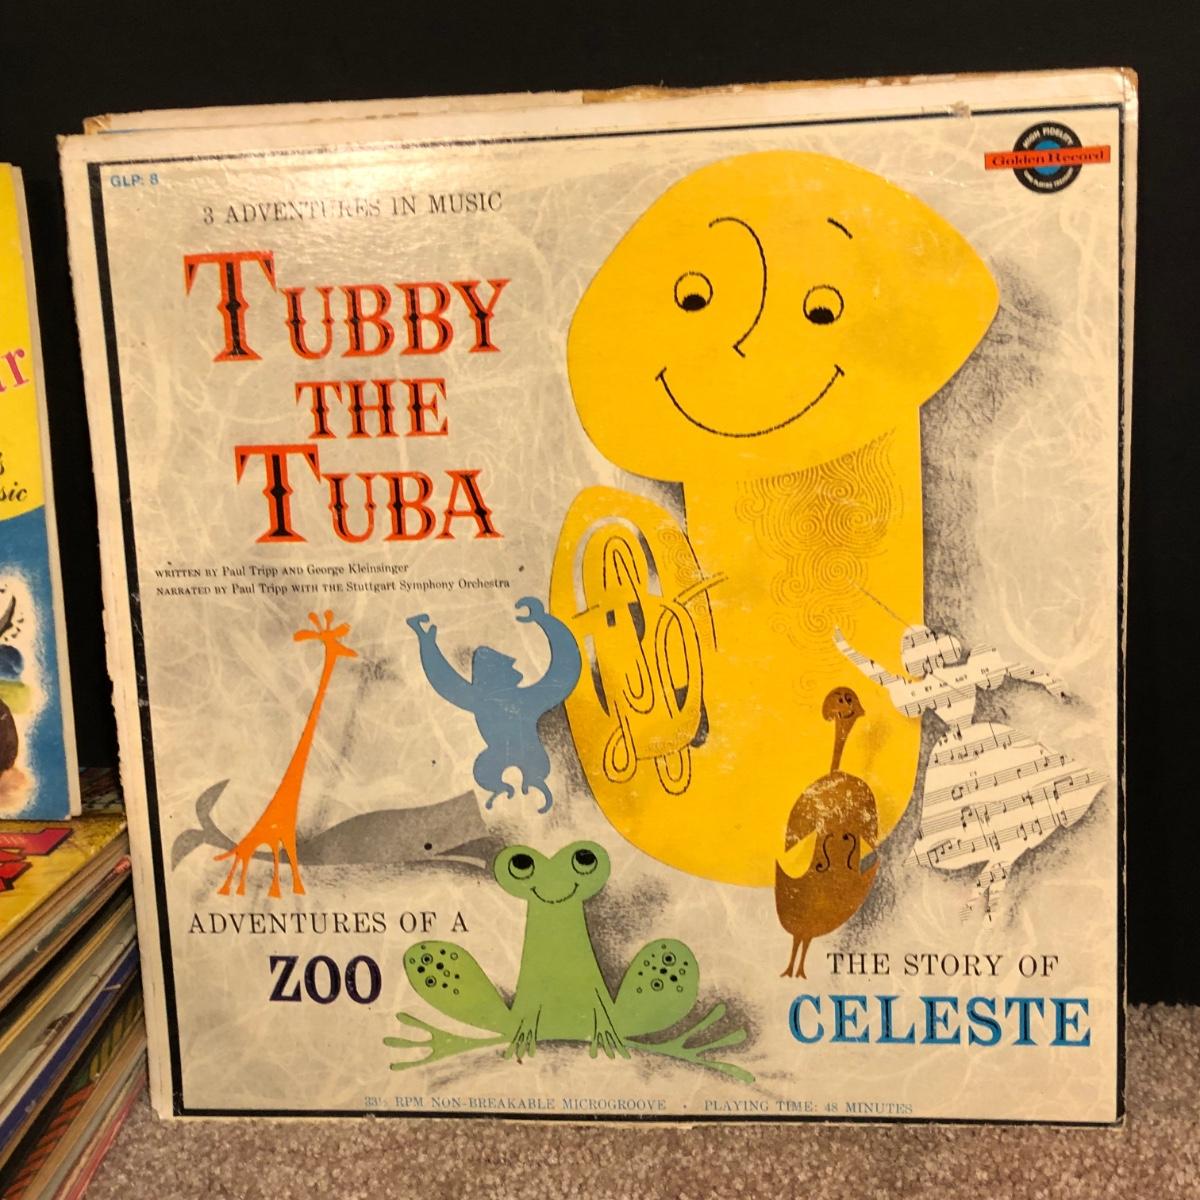 GLP: 8
3 ADVENTURES IN MUSIC
TUBBY
THE
TUBA
WRITTEN BY Paul Tripp AND George Kleinsinger
NARRATED BY Paul Tripp WITH THE Stuttgart Symphony Orchestra
HIGH FIDELITY
Golden Record
ADVENTURES OF A
ZOO
THE STORY OF
CELESTE
33⅓ RPM NON-BREAKABLE MICROGROOVE · PLAYING TIME: 48 MINUTES